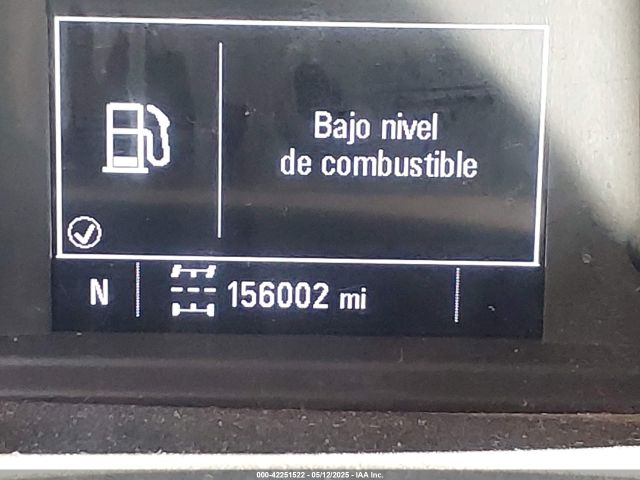 Bajo nivel
de combustible
N
156002 mi
000-42251522 - 05/12/2025 - IAA Inc.